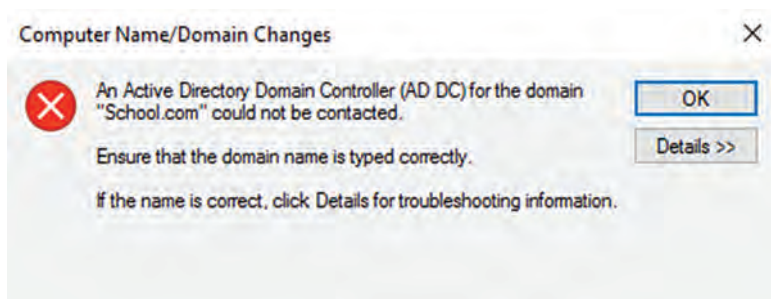 Computer Name/Domain Changes
An Active Directory Domain Controller (AD DC) for the domain
"School.com" could not be contacted.
OK
Details >>
Ensure that the domain name is typed correctly.
If the name is correct, click Details for troubleshooting information.